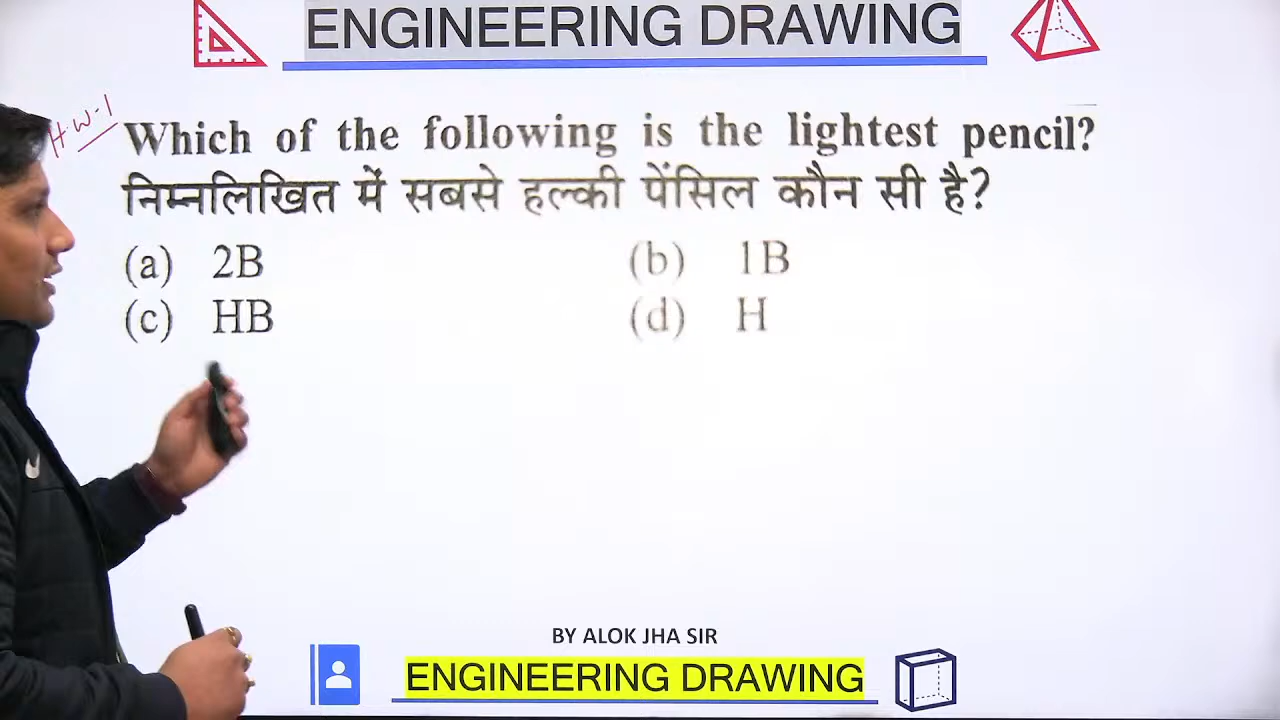 ENGINEERING DRAWING
H.W-1
Which of the following is the lightest pencil?
निम्नलिखित में सबसे हल्की पेंसिल कौन सी है?
(a) 2B (b) 1B
(c) HB (d) H
BY ALOK JHA SIR
ENGINEERING DRAWING